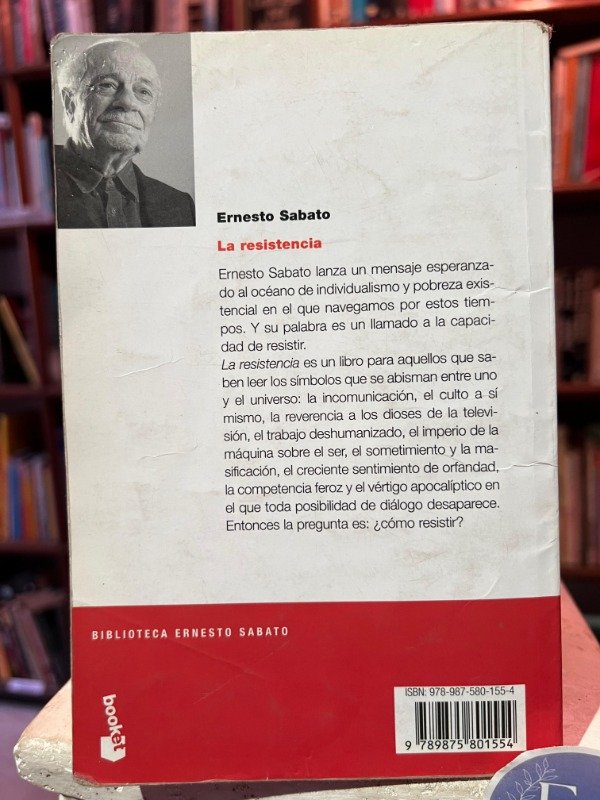 Ernesto Sabato
La resistencia
Ernesto Sabato lanza un mensaje esperanza-
do al océano de individualismo y pobreza exis-
tencial en el que navegamos por estos tiem-
pos. Y su palabra es un llamado a la capaci-
dad de resistir.
La resistencia es un libro para aquellos que sa-
ben leer los símbolos que se abisman entre uno
y el universo: la incomunicación, el culto a sí
mismo, la reverencia a los dioses de la televi-
sión, el trabajo deshumanizado, el imperio de la
máquina sobre el ser, el sometimiento y la ma-
sificación, el creciente sentimiento de orfandad,
la competencia feroz y el vértigo apocalíptico en
el que toda posibilidad de diálogo desaparece.
Entonces la pregunta es: ¿cómo resistir?
BIBLIOTECA ERNESTO SABATO
booket
ISBN: 978-987-580-155-4
9 789875 801554